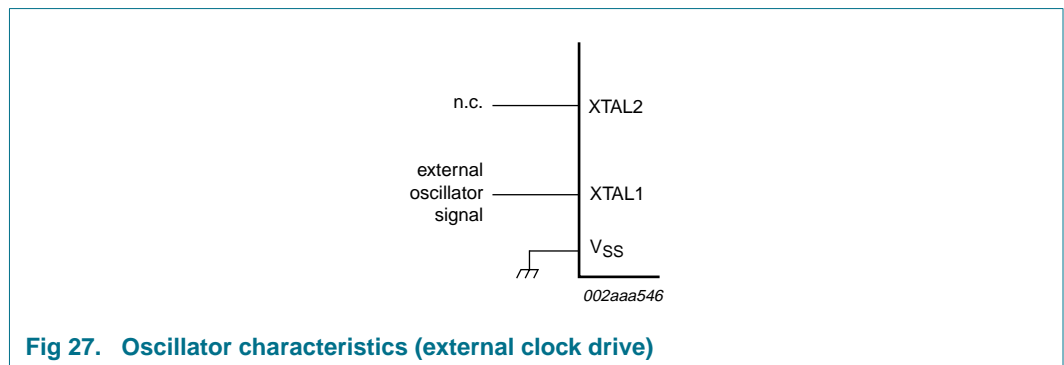 n.c.
XTAL2
external
oscillator
signal
XTAL1
VSS
002aaa546
Fig 27. Oscillator characteristics (external clock drive)